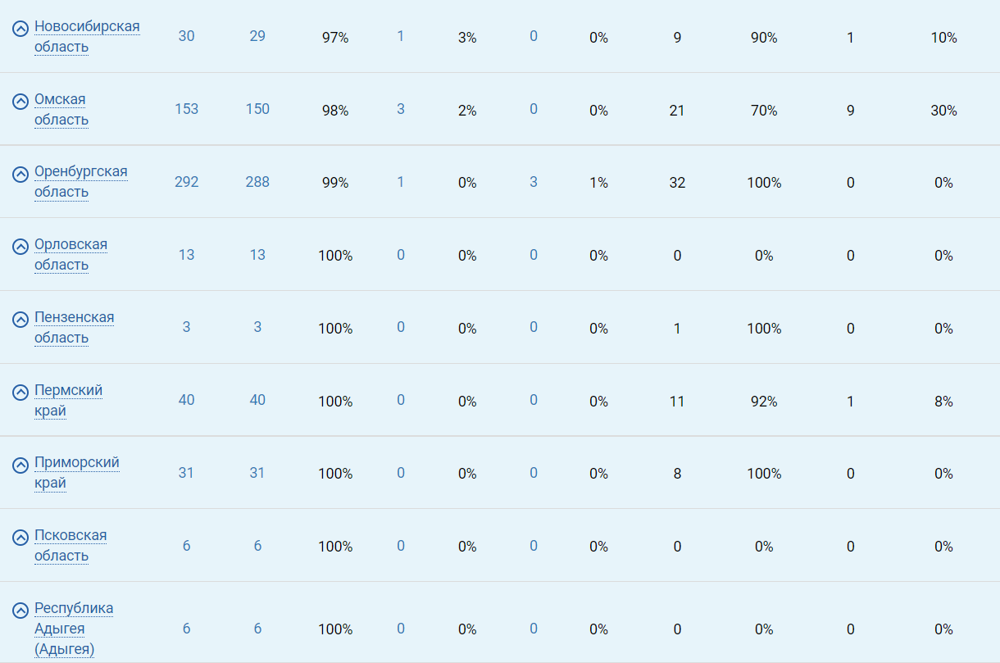 Новосибирская
область 30 29 97% 1 3% 0 0% 9 90% 1 10%
Омская
область 153 150 98% 3 2% 0 0% 21 70% 9 30%
Оренбургская
область 292 288 99% 1 0% 3 1% 32 100% 0 0%
Орловская
область 13 13 100% 0 0% 0 0% 0 0% 0 0%
Пензенская
область 3 3 100% 0 0% 0 0% 1 100% 0 0%
Пермский
край 40 40 100% 0 0% 0 0% 11 92% 1 8%
Приморский
край 31 31 100% 0 0% 0 0% 8 100% 0 0%
Псковская
область 6 6 100% 0 0% 0 0% 0 0% 0 0%
Республика
Адыгея 6 6 100% 0 0% 0 0% 0 0% 0 0%
(Адыгея)